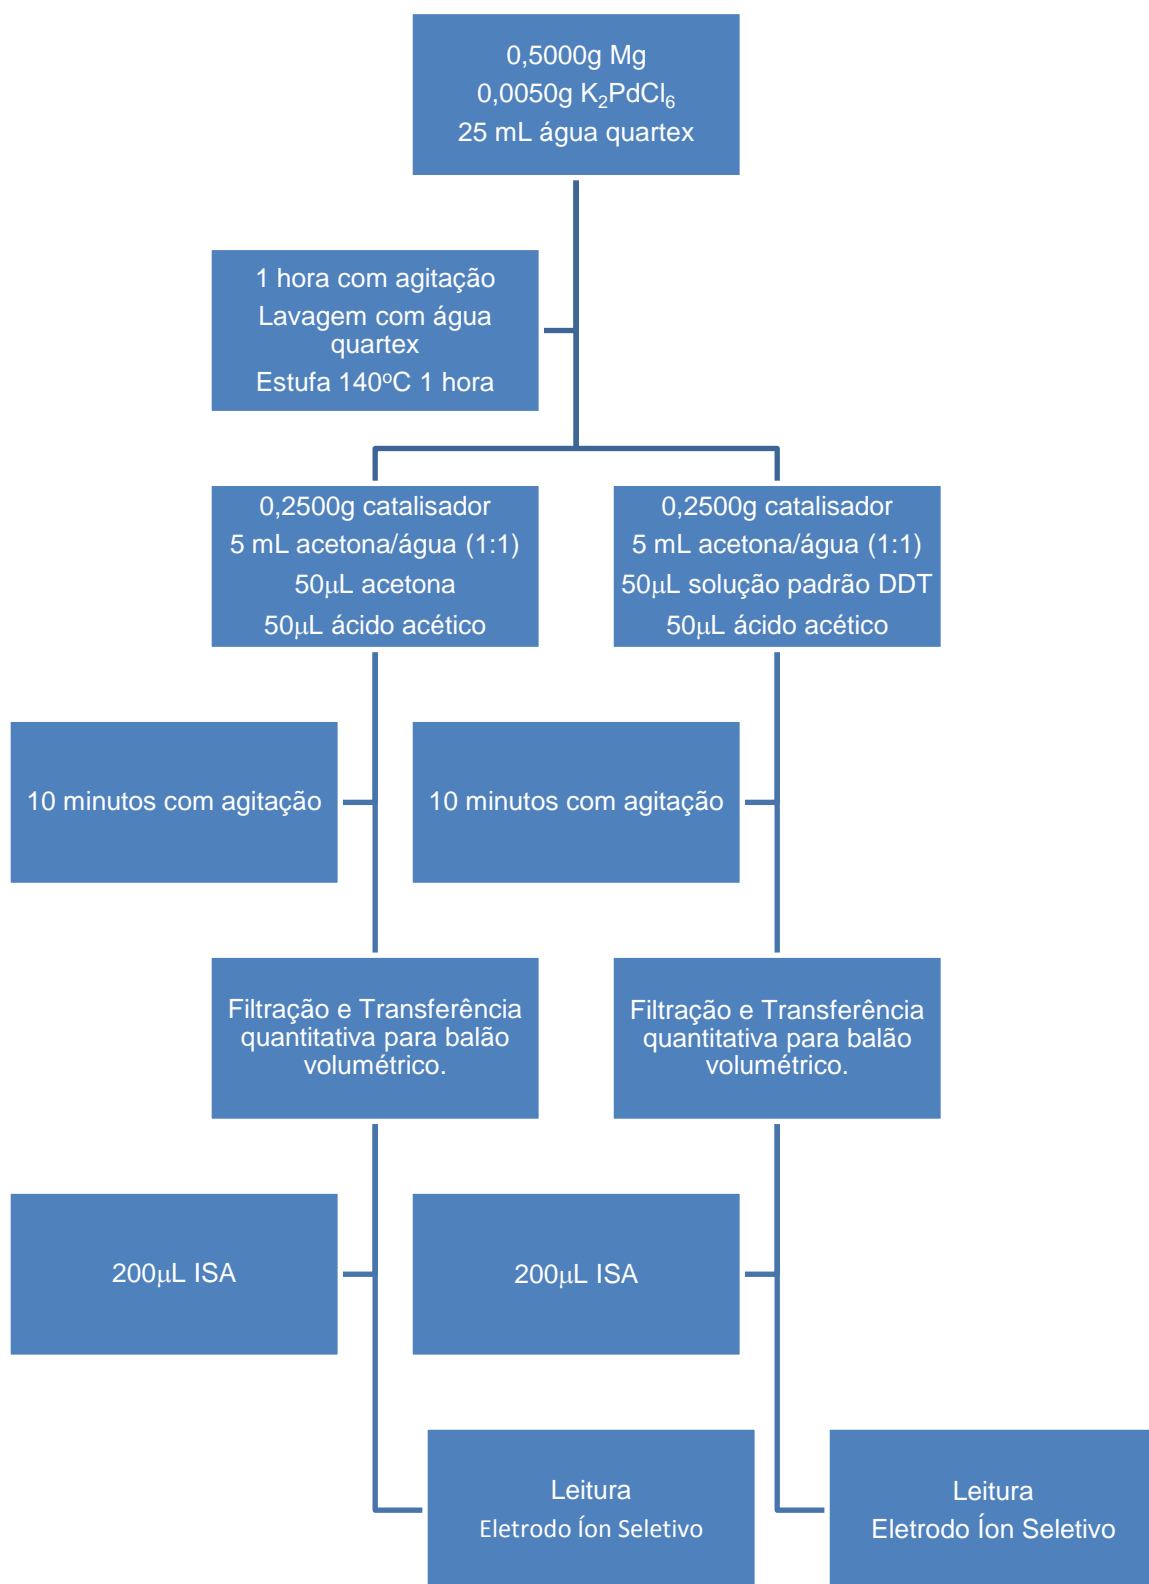 0,5000g Mg
0,0050g K₂PdCl₆
25 mL água quartex
1 hora com agitação
Lavagem com água
quartex
Estufa 140ºC 1 hora
0,2500g catalisador
5 mL acetona/água (1:1)
50μL acetona
50μL ácido acético
0,2500g catalisador
5 mL acetona/água (1:1)
50μL solução padrão DDT
50μL ácido acético
10 minutos com agitação
10 minutos com agitação
Filtração e Transferência
quantitativa para balão
volumétrico.
Filtração e Transferência
quantitativa para balão
volumétrico.
200μL ISA
200μL ISA
Leitura
Eletrodo Íon Seletivo
Leitura
Eletrodo Íon Seletivo